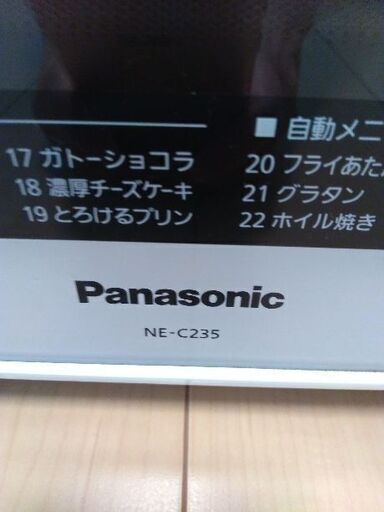 ■ 自動メニ
17 ガトーショコラ
18 濃厚チーズケーキ
19 とろけるプリン
20 フライあたた
21 グラタン
22 ホイル焼き
Panasonic
NE-C235